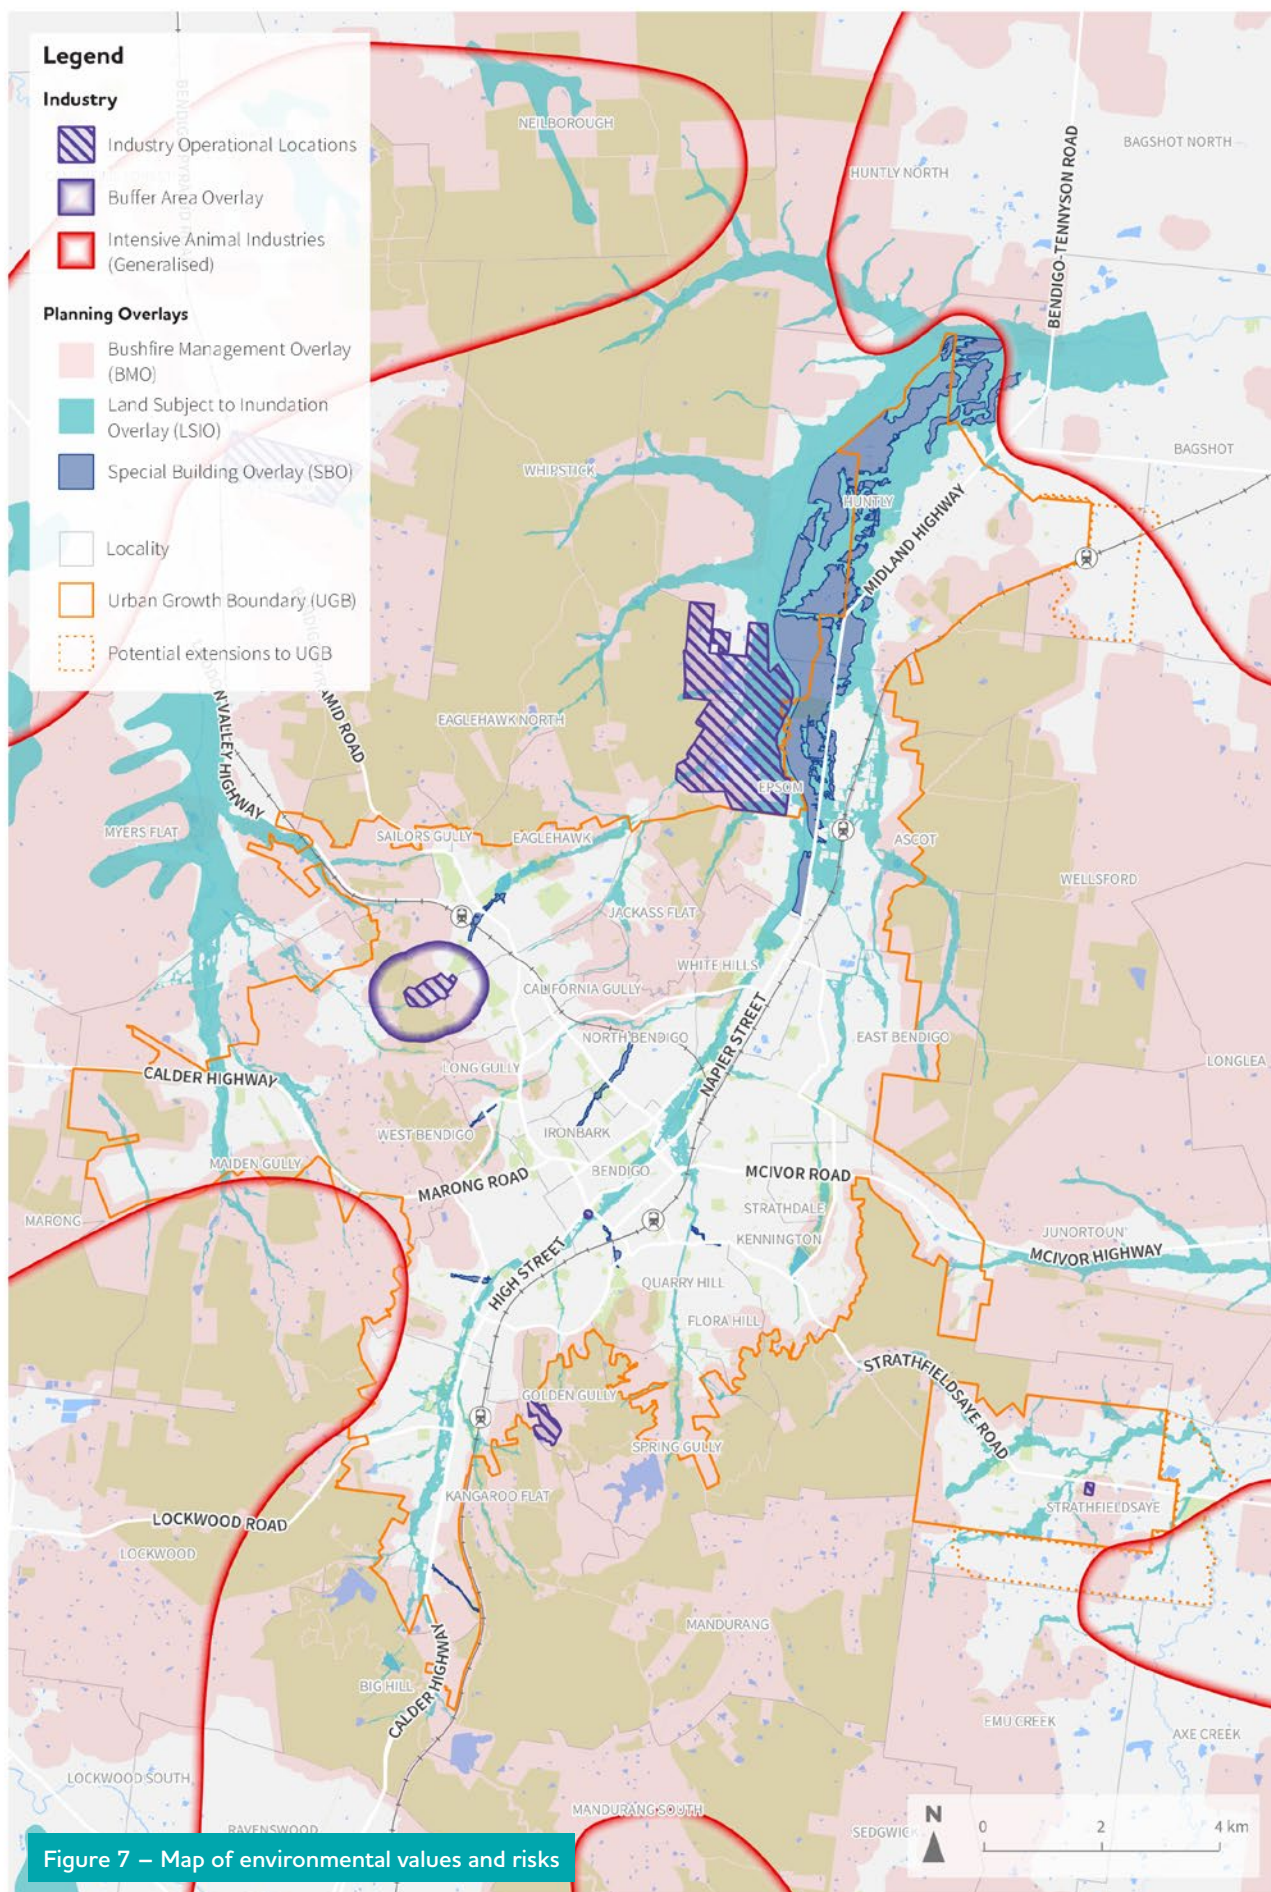 Legend
Industry
Industry Operational Locations
Buffer Area Overlay
Intensive Animal Industries
(Generalised)
Planning Overlays
Bushfire Management Overlay
(BMO)
Land Subject to Inundation
Overlay (LSIO)
Special Building Overlay (SBO)
Locality
Urban Growth Boundary (UGB)
Potential extensions to UGB
NEILBOROUGH
HUNTLY NORTH
BAGSHOT NORTH
BENDIGO-TENNYSON ROAD
WHIPSTICK
BAGSHOT
HUNTLY
MIDLAND HIGHWAY
EAGLEHAWK NORTH
VALLEY HIGHWAY
AMID ROAD
EPSOM
MYERS FLAT
SAILORS GULLY
EAGLEHAWK
ASCOT
WELLSFORD
JACKASS FLAT
WHITE HILLS
CALIFORNIA GULLY
NORTH BENDIGO
NAPIER STREET
EAST BENDIGO
LONGLEA
CALDER HIGHWAY
LONG GULLY
WEST BENDIGO
IRONBARK
MAIDEN GULLY
MARONG ROAD
BENDIGO
MCIVOR ROAD
MARONG
STRATHDALE
KENNINGTON
JUNORTOUN
MCIVOR HIGHWAY
HIGH STREET
QUARRY HILL
FLORA HILL
STRATHFIELDSAYE ROAD
GOLDEN GULLY
SPRING GULLY
KANGAROO FLAT
STRATHFIELDSAYE
LOCKWOOD ROAD
LOCKWOOD
MANDURANG
BIG HILL
CALDER HIGHWAY
EMU CREEK
AXE CREEK
LOCKWOOD SOUTH
MANDURANG SOUTH
RAVENSWOOD
SEDGWICK
N
0 2 4 km
Figure 7 – Map of environmental values and risks